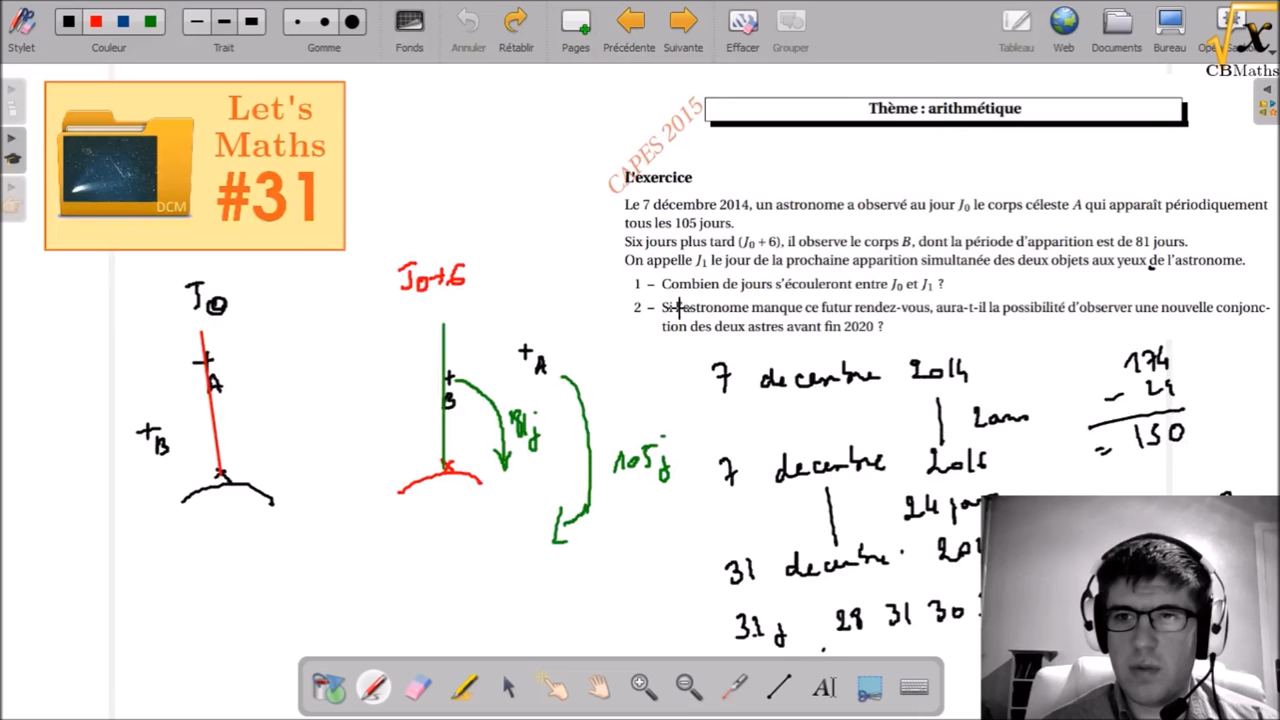 Stylet
Couleur
Trait
Gomme
Fonds
Annuler
Rétablir
Pages
Précédente
Suivante
Effacer
Grouper
Tableau
Web
Documents
Bureau
CBMaths
Let's
Maths
#31
DCM
CAPES 2015
Thème : arithmétique
L'exercice
Le 7 décembre 2014, un astronome a observé au jour J₀ le corps céleste A qui apparaît périodiquement
tous les 105 jours.
Six jours plus tard (J₀ + 6), il observe le corps B, dont la période d'apparition est de 81 jours.
On appelle J₁ le jour de la prochaine apparition simultanée des deux objets aux yeux de l'astronome.
1 – Combien de jours s'écouleront entre J₀ et J₁ ?
2 – Si l'astronome manque ce futur rendez-vous, aura-t-il la possibilité d'observer une nouvelle conjonc-
tion des deux astres avant fin 2020 ?
J₀
A
B
J₀+6
B
A
81j
105j
7 decembre 2014
2 ans
7 decembre 2016
24
31 decembre
31j 28 31 30
174
- 24
= 150